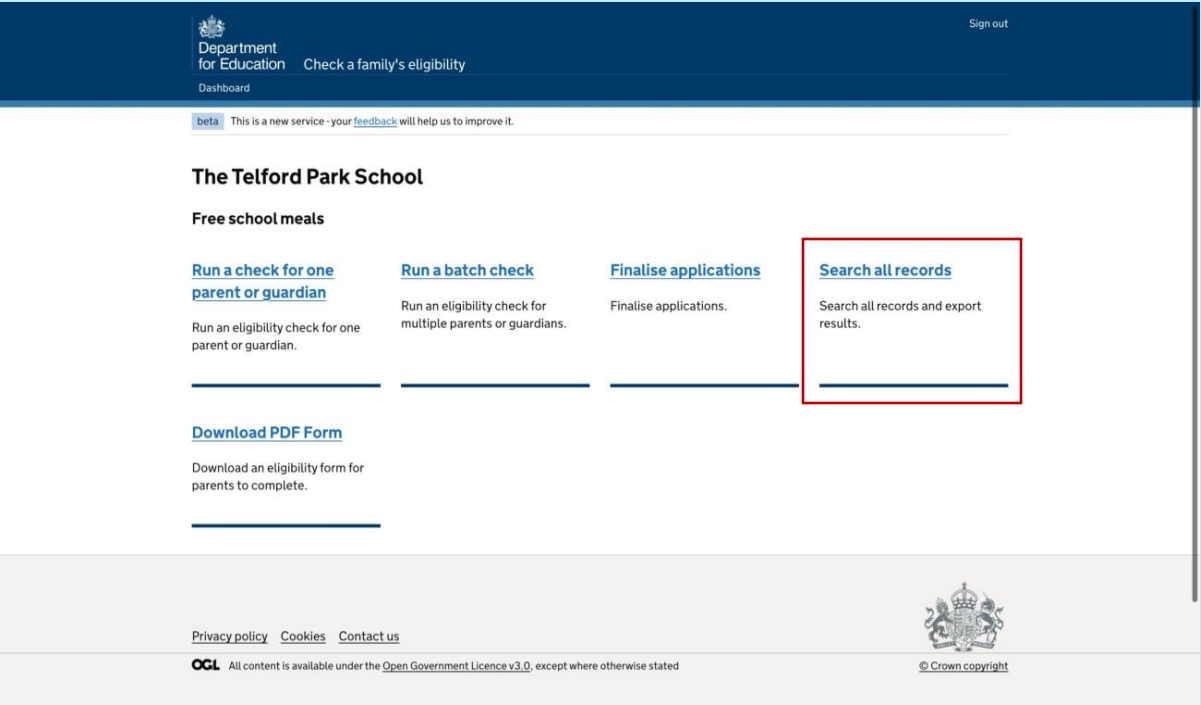 Sign out
Department
for Education
Check a family's eligibility
Dashboard
beta This is a new service - your feedback will help us to improve it.
The Telford Park School
Free school meals
Run a check for one
parent or guardian
Run an eligibility check for one
parent or guardian.
Run a batch check
Run an eligibility check for
multiple parents or guardians.
Finalise applications
Finalise applications.
Search all records
Search all records and export
results.
Download PDF Form
Download an eligibility form for
parents to complete.
Privacy policy Cookies Contact us
OGL All content is available under the Open Government Licence v3.0, except where otherwise stated
© Crown copyright